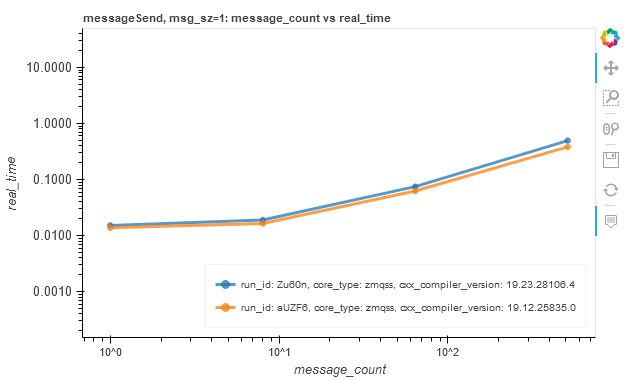 messageSend, msg_sz=1: message_count vs real_time
10.0000
1.0000
0.1000
0.0100
0.0010
real_time
run_id: Zu60n, core_type: zmqss, cxx_compiler_version: 19.23.28106.4
run_id: aUZF6, core_type: zmqss, cxx_compiler_version: 19.12.25835.0
10^0
10^1
10^2
message_count